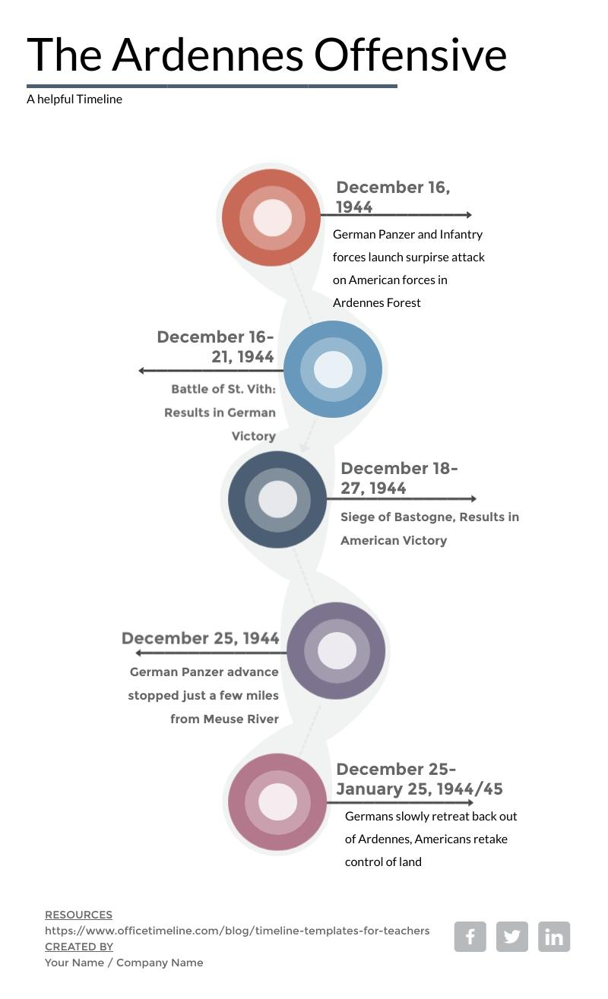 The Ardennes Offensive
A helpful Timeline
December 16,
1944
German Panzer and Infantry
forces launch surpirse attack
on American forces in
Ardennes Forest
December 16-
21, 1944
Battle of St. Vith:
Results in German
Victory
December 18-
27, 1944
Siege of Bastogne, Results in
American Victory
December 25, 1944
German Panzer advance
stopped just a few miles
from Meuse River
December 25-
January 25, 1944/45
Germans slowly retreat back out
of Ardennes, Americans retake
control of land
RESOURCES
https://www.officetimeline.com/blog/timeline-templates-for-teachers
CREATED BY
Your Name / Company Name